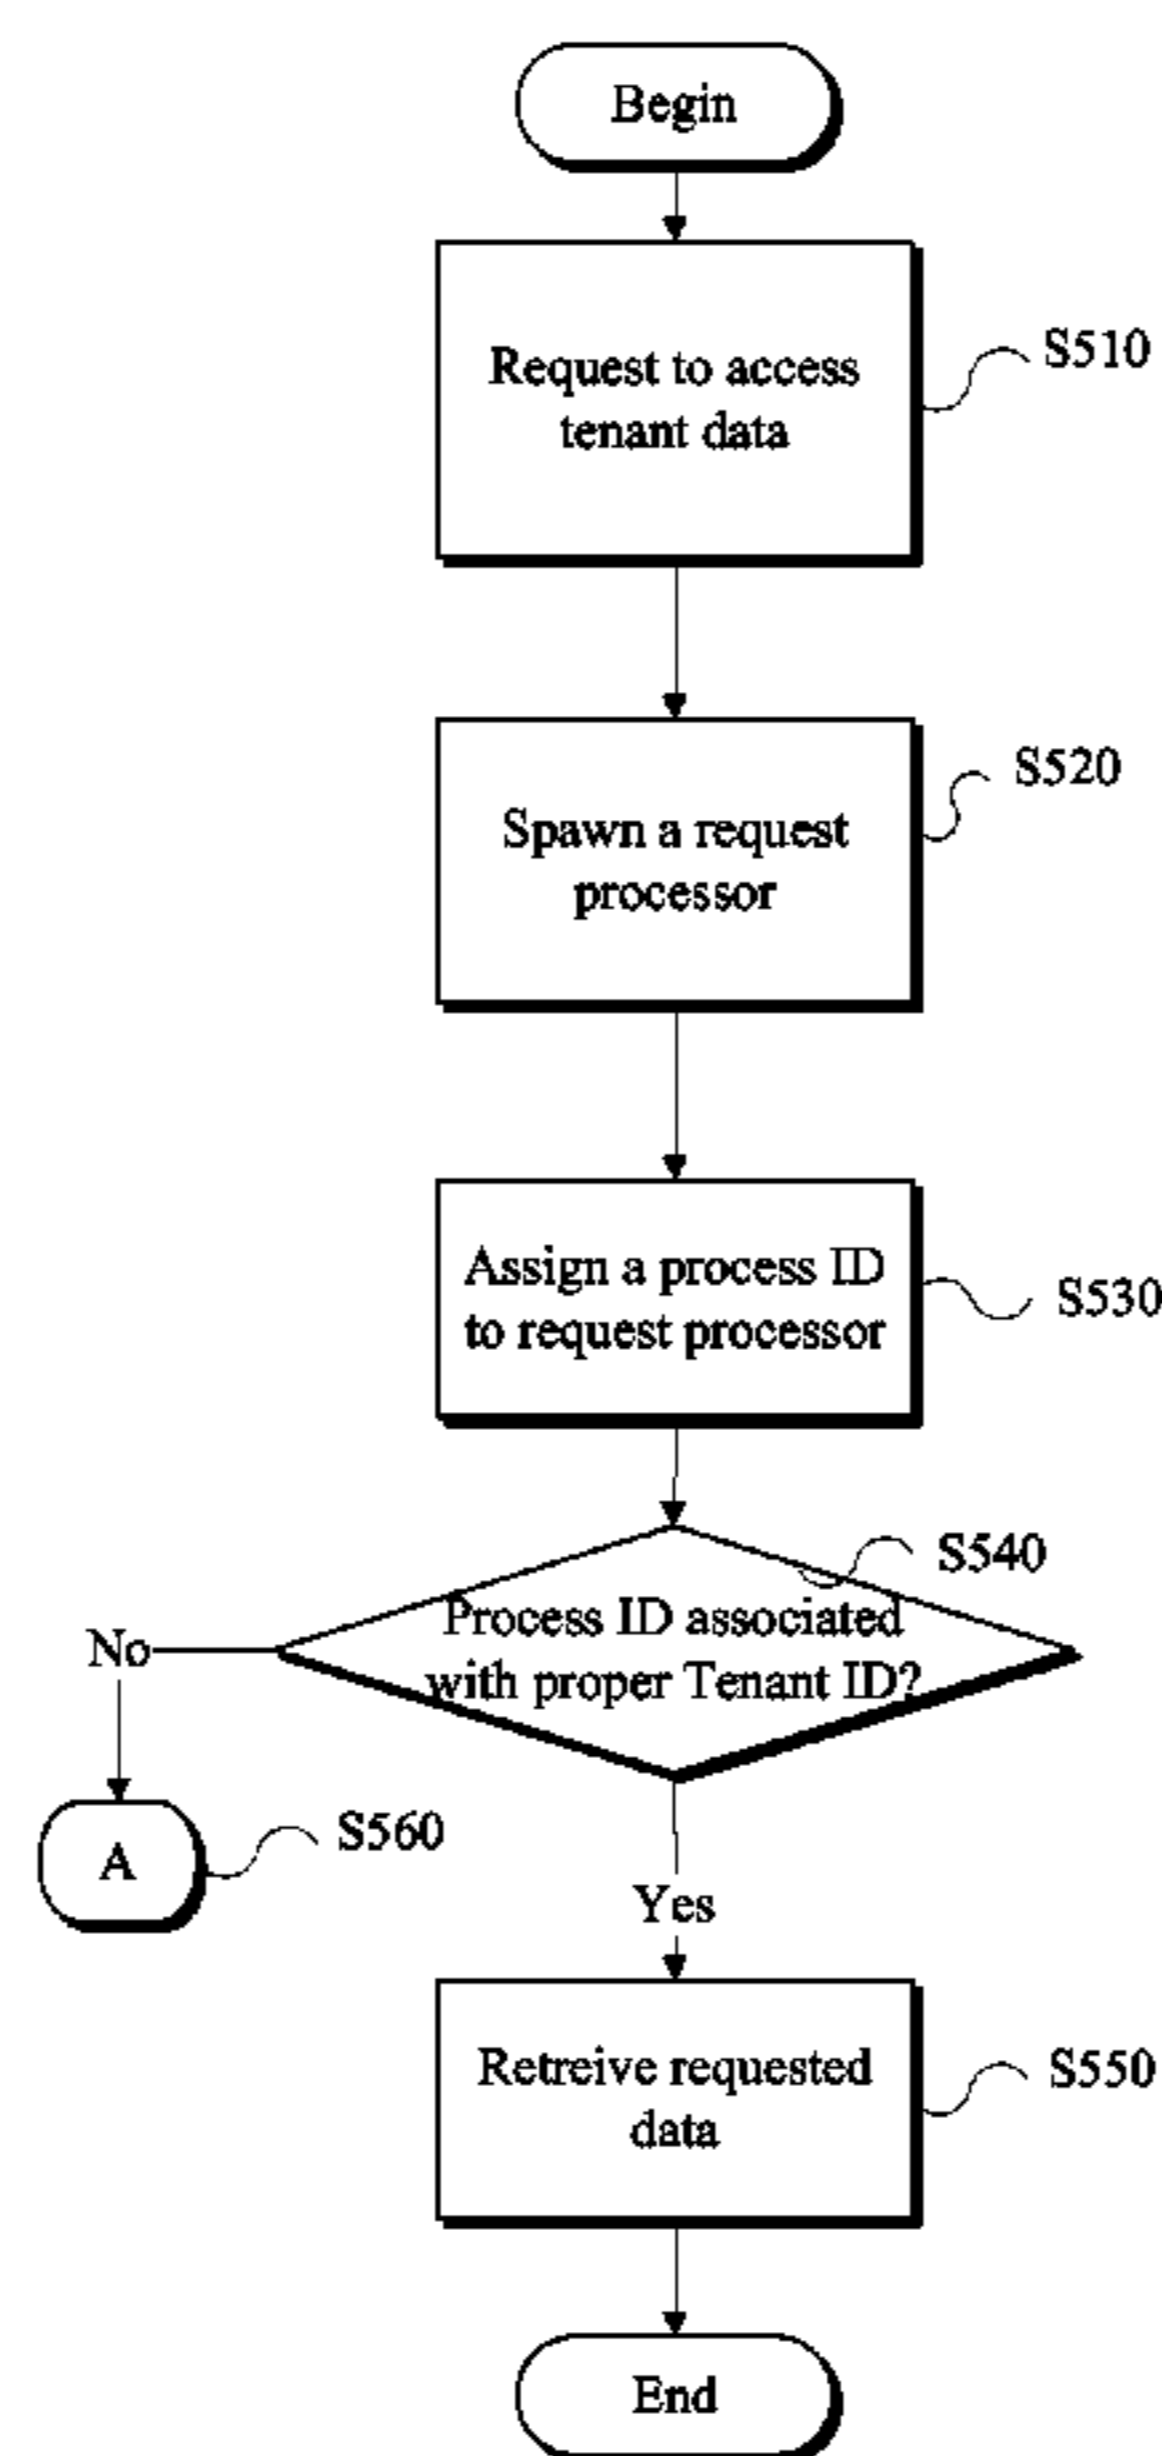 Begin
Request to access
tenant data
S510
Spawn a request
processor
S520
Assign a process ID
to request processor
S530
S540
Process ID associated
with proper Tenant ID?
No
A
S560
Yes
Retreive requested
data
S550
End